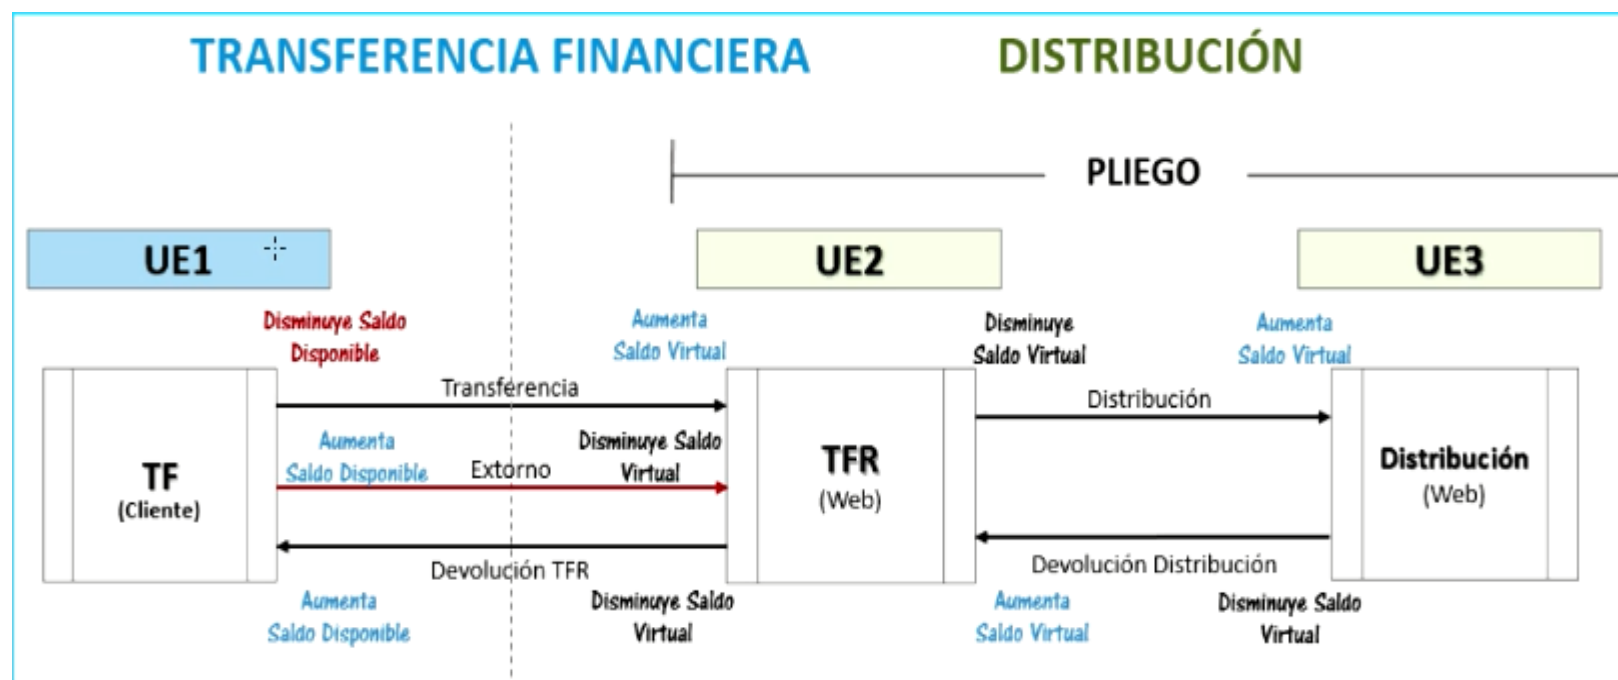 TRANSFERENCIA FINANCIERA
DISTRIBUCIÓN
PLIEGO
UE1
UE2
UE3
Disminuye Saldo
Disponible
Aumenta
Saldo Virtual
Disminuye
Saldo Virtual
Aumenta
Saldo Virtual
Transferencia
Distribución
Aumenta
Saldo Disponible
Extorno
Disminuye Saldo
Virtual
TF
(Cliente)
TFR
(Web)
Distribución
(Web)
Devolución TFR
Devolución Distribución
Aumenta
Saldo Disponible
Disminuye Saldo
Virtual
Aumenta
Saldo Virtual
Disminuye Saldo
Virtual